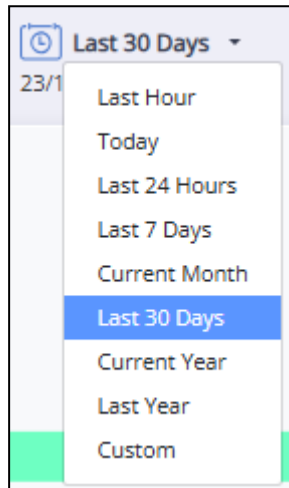 Last 30 Days
23/1
Last Hour
Today
Last 24 Hours
Last 7 Days
Current Month
Last 30 Days
Current Year
Last Year
Custom